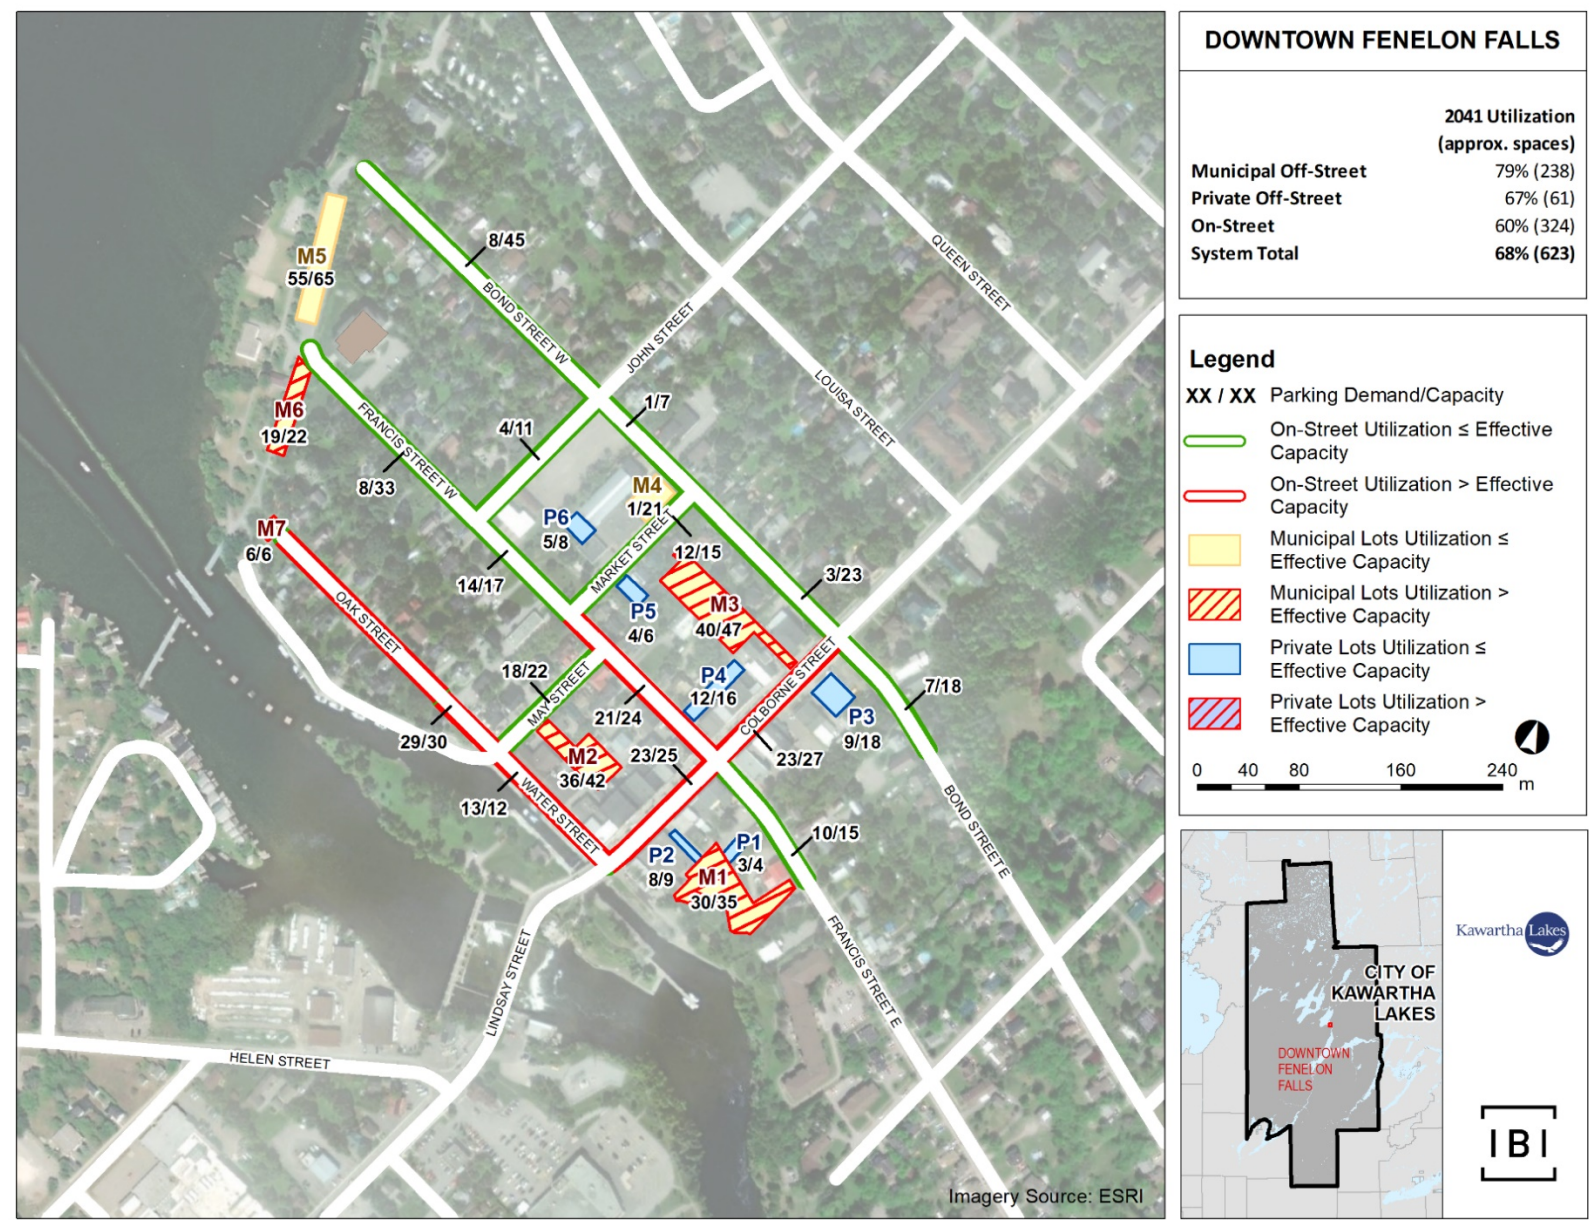 DOWNTOWN FENELON FALLS
2041 Utilization
(approx. spaces)
Municipal Off-Street 79% (238)
Private Off-Street 67% (61)
On-Street 60% (324)
System Total 68% (623)
Legend
XX / XX Parking Demand/Capacity
On-Street Utilization ≤ Effective
Capacity
On-Street Utilization > Effective
Capacity
Municipal Lots Utilization ≤
Effective Capacity
Municipal Lots Utilization >
Effective Capacity
Private Lots Utilization ≤
Effective Capacity
Private Lots Utilization >
Effective Capacity
0 40 80 160 240
m
CITY OF
KAWARTHA
LAKES
DOWNTOWN
FENELON
FALLS
Kawartha Lakes
IBI
8/45
BOND STREET W
QUEEN STREET
M5
55/65
JOHN STREET
LOUISA STREET
1/7
M6
19/22
FRANCIS STREET W
4/11
8/33
M4
1/21
P6
5/8
M7
6/6
MARKET STREET
12/15
14/17
3/23
OAK STREET
P5
4/6
M3
40/47
18/22
MAY STREET
P4
12/16
21/24
COLBORNE STREET
7/18
P3
9/18
29/30
M2
36/42
23/25
23/27
13/12
WATER STREET
BOND STREET E
10/15
P2
8/9
P1
3/4
M1
30/35
FRANCIS STREET E
LINDSAY STREET
HELEN STREET
Imagery Source: ESRI